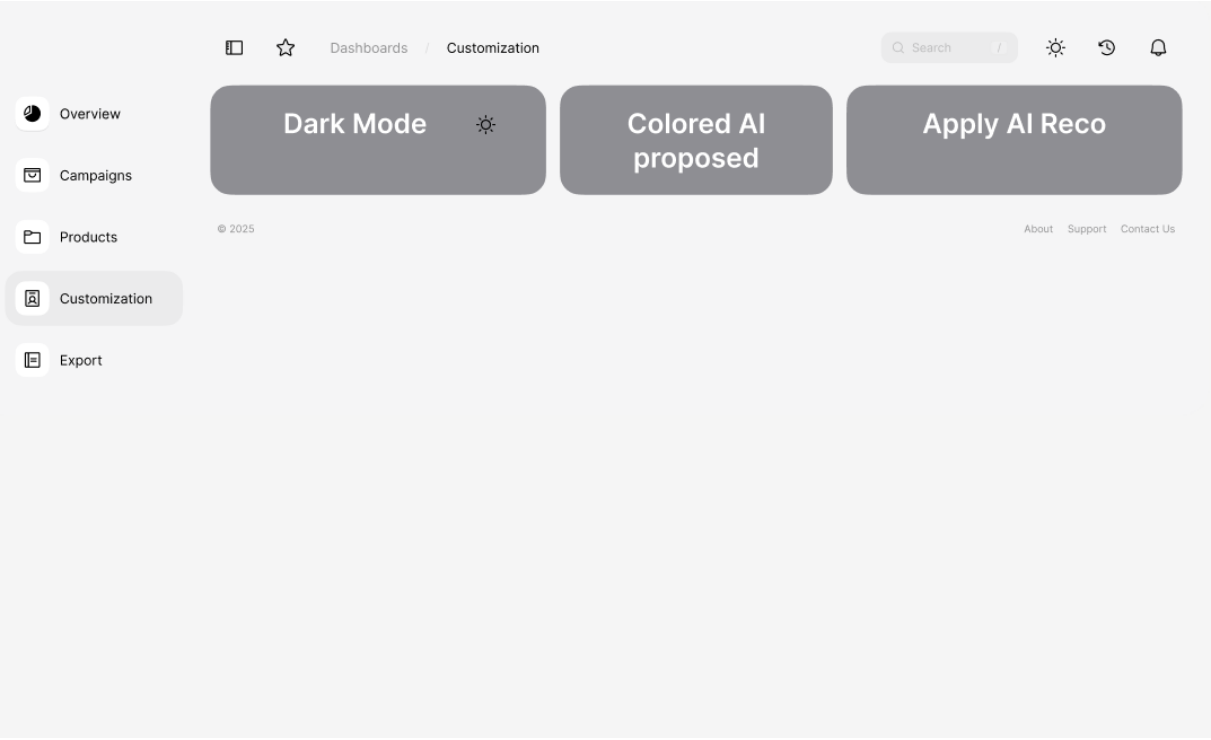 Dashboards / Customization
Search /
Overview
Campaigns
Products
Customization
Export
Dark Mode
Colored AI
proposed
Apply AI Reco
© 2025
About Support Contact Us